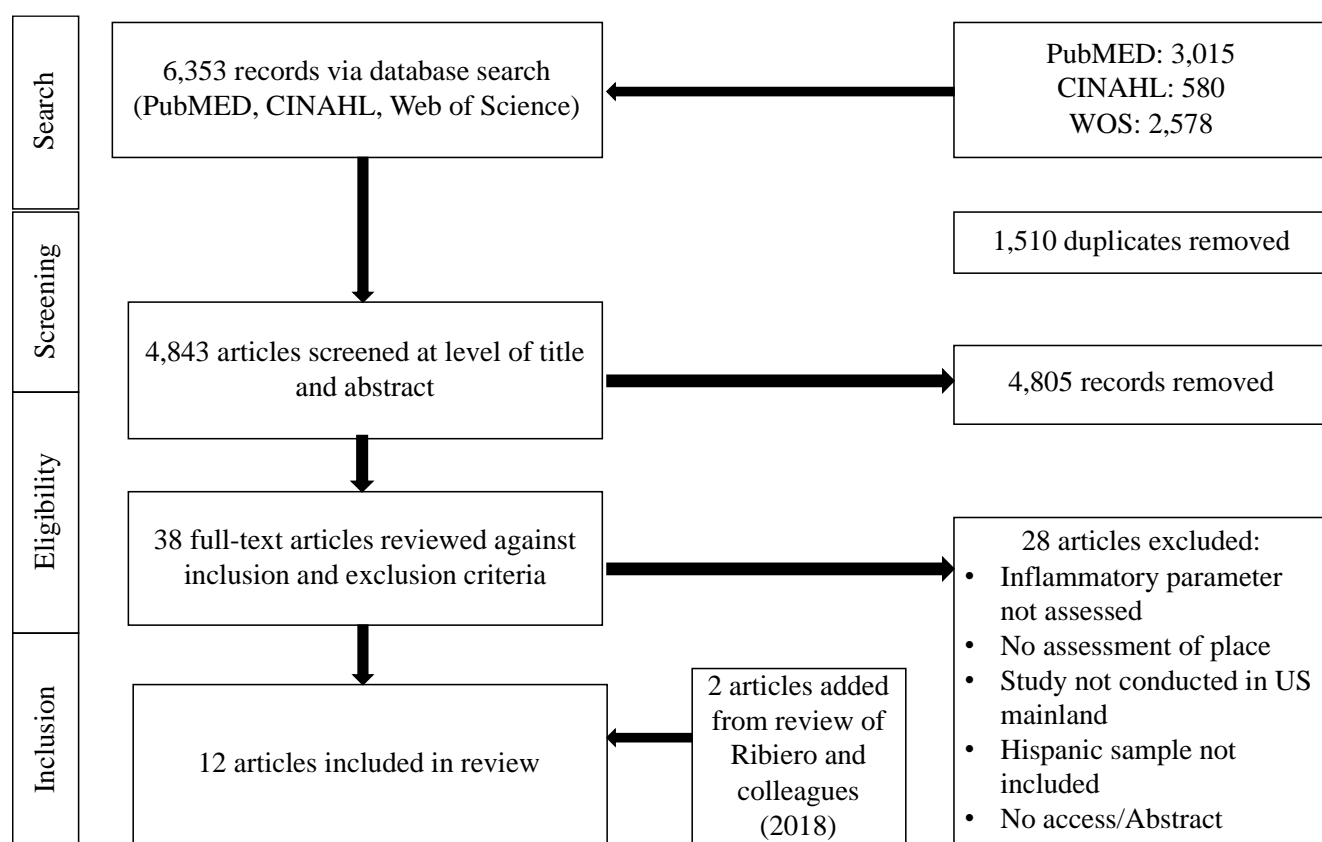 Search
6,353 records via database search
(PubMED, CINAHL, Web of Science)
PubMED: 3,015
CINAHL: 580
WOS: 2,578
Screening
1,510 duplicates removed
4,843 articles screened at level of title
and abstract
4,805 records removed
Eligibility
38 full-text articles reviewed against
inclusion and exclusion criteria
28 articles excluded:
• Inflammatory parameter
not assessed
• No assessment of place
• Study not conducted in US
mainland
• Hispanic sample not
included
• No access/Abstract
Inclusion
12 articles included in review
2 articles added
from review of
Ribiero and
colleagues
(2018)